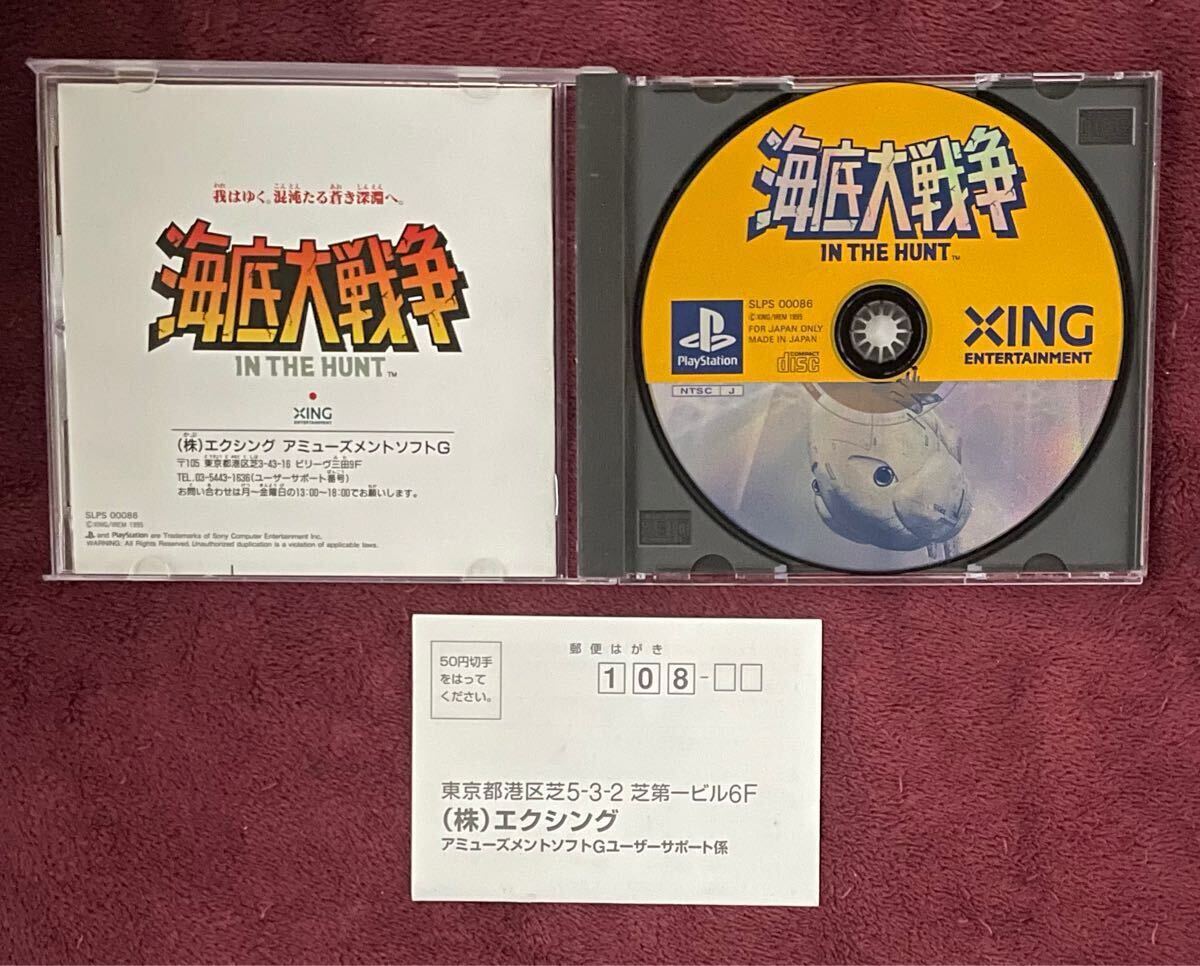 我はゆく。混沌たる蒼き深淵へ。
海底大戦争
IN THE HUNT™
XING
ENTERTAINMENT
(株)エクシング アミューズメントソフトG
〒105 東京都港区芝3-43-16 ビリーヴ三田9F
TEL.03-5443-1636(ユーザーサポート番号)
お問い合わせは月〜金曜日の13:00〜18:00でお願いします。
SLPS 00086
©XING/IREM 1995
and PlayStation are Trademarks of Sony Computer Entertainment Inc.
WARNING: All Rights Reserved. Unauthorized duplication is a violation of applicable laws.
海底大戦争
IN THE HUNT™
PlayStation
SLPS 00086
©XING/IREM 1995
FOR JAPAN ONLY
MADE IN JAPAN
COMPACT
disc
XING
ENTERTAINMENT
NTSC J
50円切手
をはって
ください。
郵便はがき
108-
東京都港区芝5-3-2 芝第一ビル6F
(株)エクシング
アミューズメントソフトGユーザーサポート係